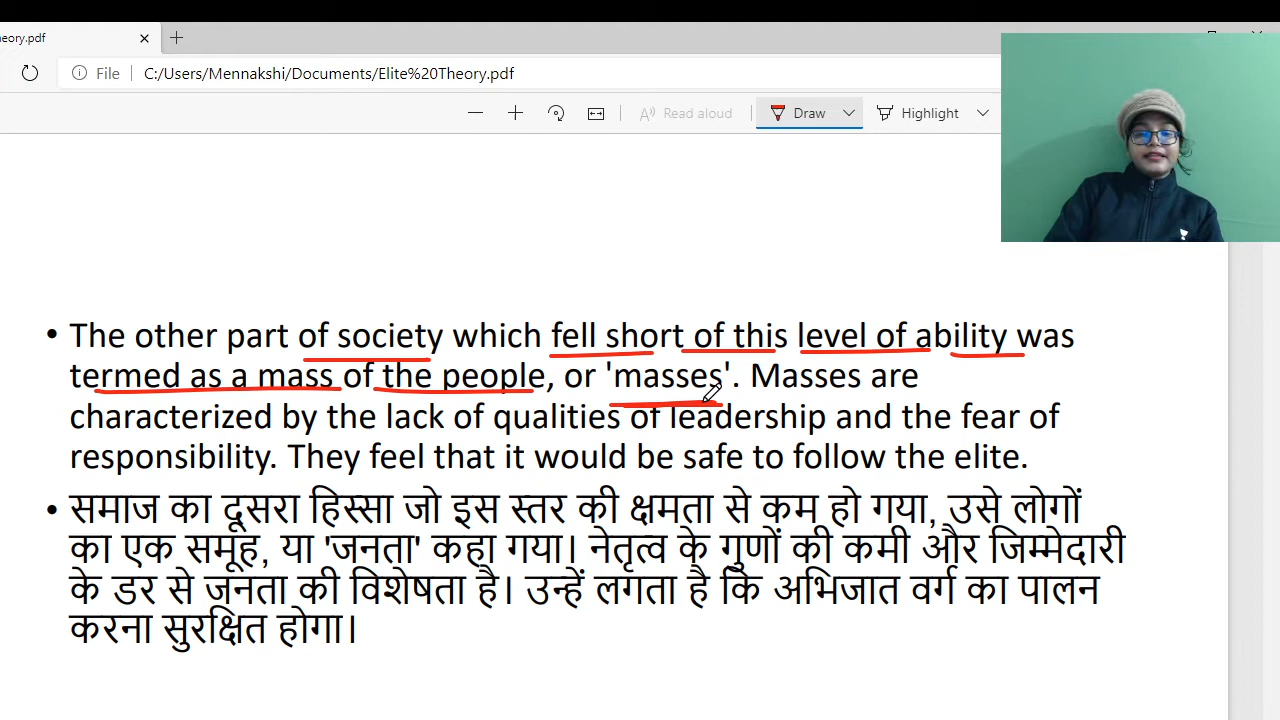 eory.pdf
File C:/Users/Mennakshi/Documents/Elite%20Theory.pdf
Read aloud Draw Highlight
• The other part of society which fell short of this level of ability was
termed as a mass of the people, or 'masses'. Masses are
characterized by the lack of qualities of leadership and the fear of
responsibility. They feel that it would be safe to follow the elite.
• समाज का दूसरा हिस्सा जो इस स्तर की क्षमता से कम हो गया, उसे लोगों
का एक समूह, या 'जनता' कहा गया। नेतृत्व के गुणों की कमी और जिम्मेदारी
के डर से जनता की विशेषता है। उन्हें लगता है कि अभिजात वर्ग का पालन
करना सुरक्षित होगा।